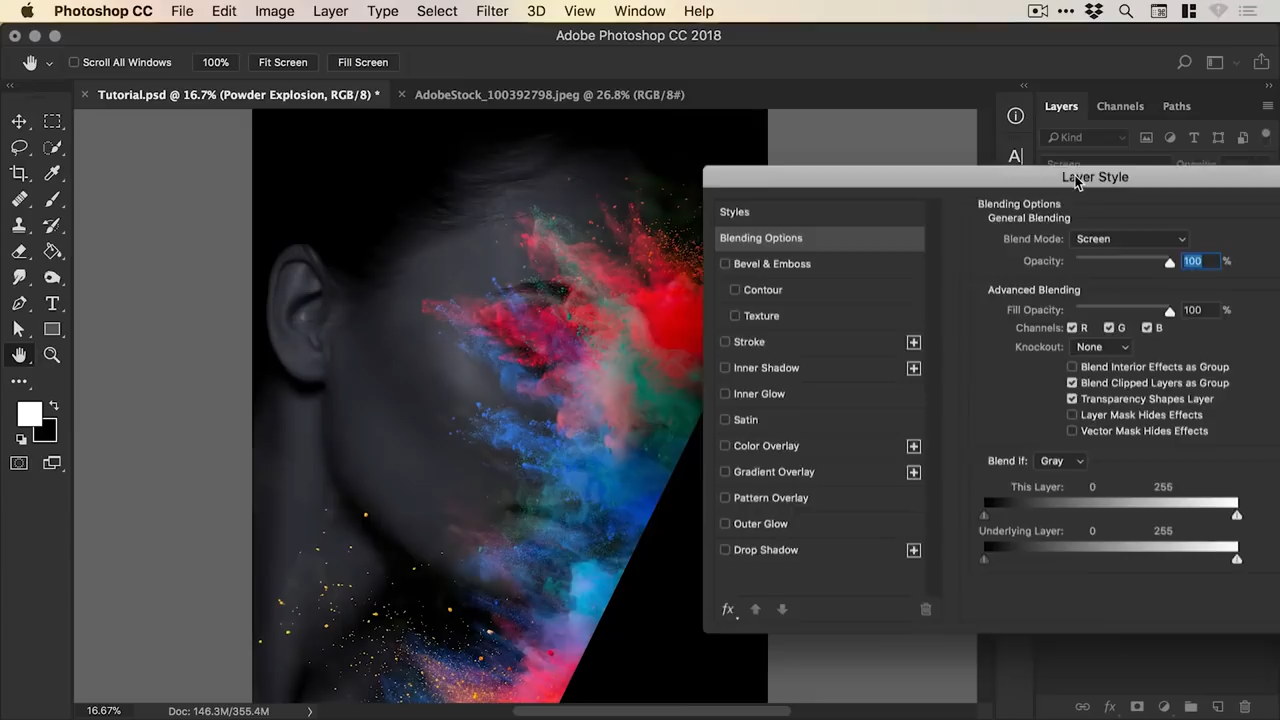 Photoshop CC File Edit Image Layer Type Select Filter 3D View Window Help
Adobe Photoshop CC 2018
Scroll All Windows 100% Fit Screen Fill Screen
Tutorial.psd @ 16.7% (Powder Explosion, RGB/8) *
AdobeStock_100392798.jpeg @ 26.8% (RGB/8#)
Layers Channels Paths
Kind
Screen
Layer Style
Styles
Blending Options
Bevel & Emboss
Contour
Texture
Stroke
Inner Shadow
Inner Glow
Satin
Color Overlay
Gradient Overlay
Pattern Overlay
Outer Glow
Drop Shadow
fx
Blending Options
General Blending
Blend Mode: Screen
Opacity: 100 %
Advanced Blending
Fill Opacity: 100 %
Channels: R G B
Knockout: None
Blend Interior Effects as Group
Blend Clipped Layers as Group
Transparency Shapes Layer
Layer Mask Hides Effects
Vector Mask Hides Effects
Blend If: Gray
This Layer: 0 255
Underlying Layer: 0 255
16.67% Doc: 146.3M/355.4M
fx